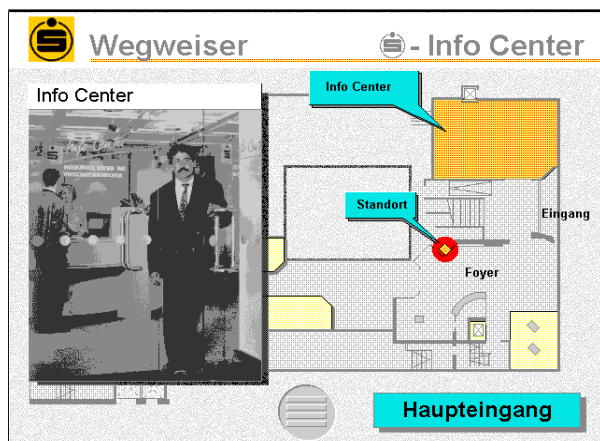 Wegweiser
- Info Center
Info Center
Info Center
Standort
Eingang
Foyer
Haupteingang